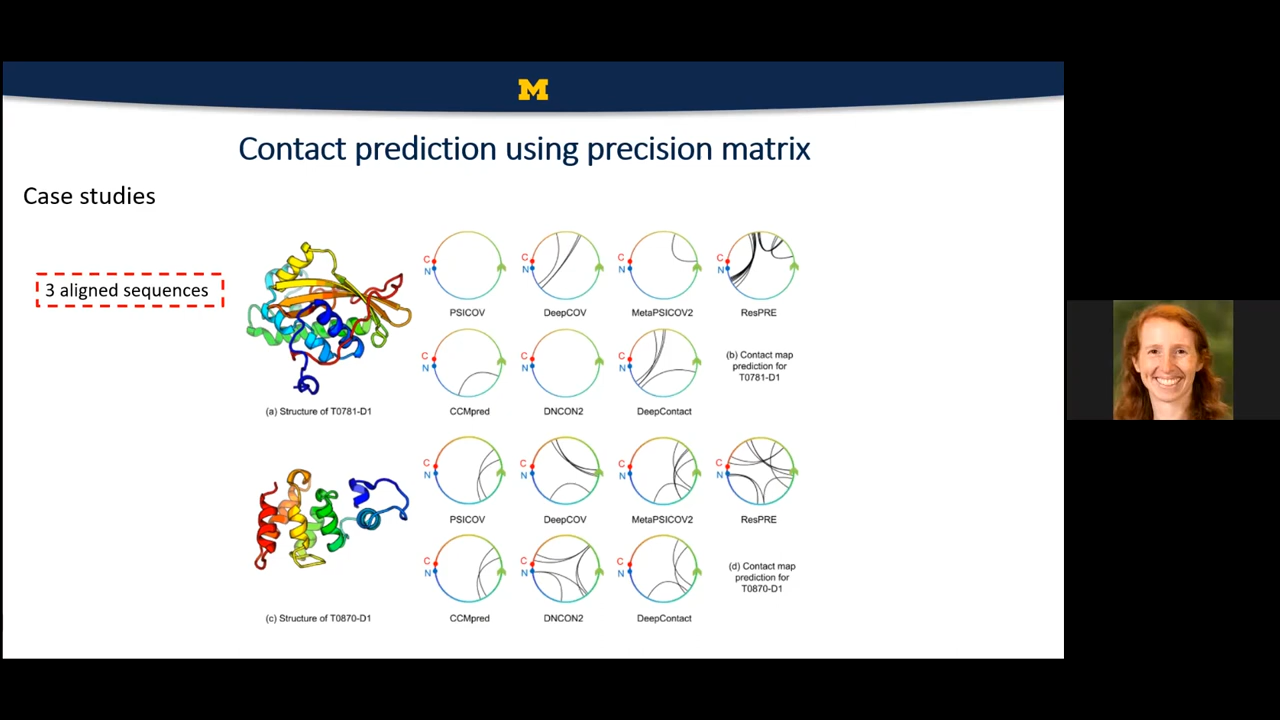 M
Contact prediction using precision matrix
Case studies
3 aligned sequences
C
N
PSICOV
C
N
DeepCOV
C
N
MetaPSICOV2
C
N
ResPRE
C
N
CCMpred
C
N
DNCON2
C
N
DeepContact
(b) Contact map
prediction for
T0781-D1
(a) Structure of T0781-D1
C
N
PSICOV
C
N
DeepCOV
C
N
MetaPSICOV2
C
N
ResPRE
C
N
CCMpred
C
N
DNCON2
C
N
DeepContact
(d) Contact map
prediction for
T0870-D1
(c) Structure of T0870-D1